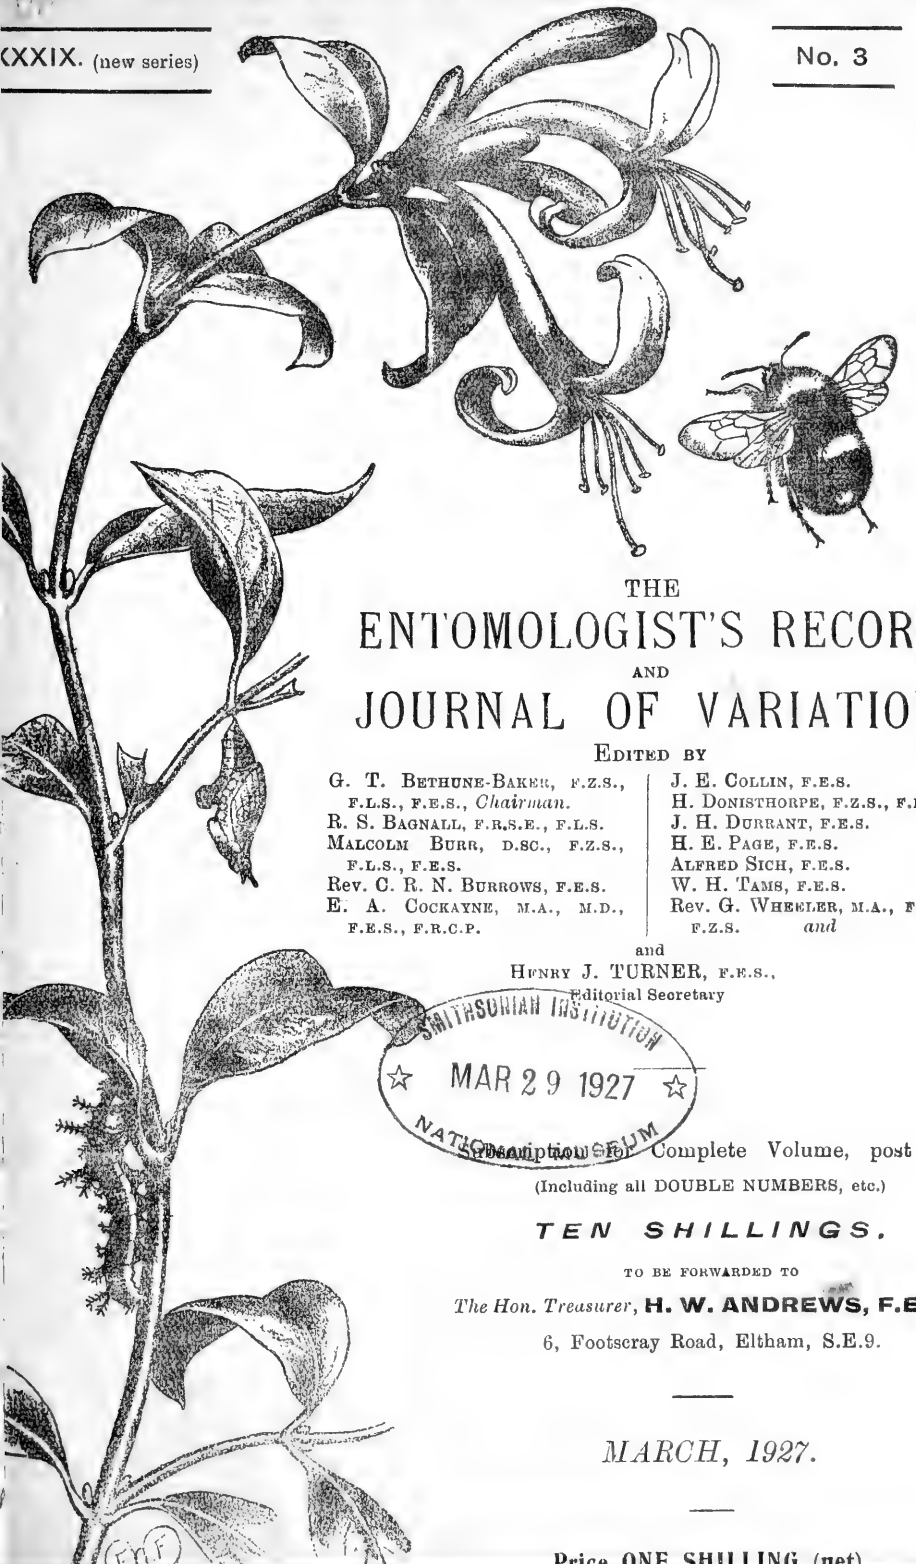 XXIX. (new series)
No. 3
THE
ENTOMOLOGIST'S RECOR
AND
JOURNAL OF VARIATIO
EDITED BY
G. T. BETHUNE-BAKER, F.Z.S.,
F.L.S., F.E.S., Chairman.
R. S. BAGNALL, F.R.S.E., F.L.S.
MALCOLM BURR, D.SC., F.Z.S.,
F.L.S., F.E.S.
Rev. C. R. N. BURROWS, F.E.S.
E. A. COCKAYNE, M.A., M.D.,
F.E.S., F.R.C.P.
J. E. COLLIN, F.E.S.
H. DONISTHORPE, F.Z.S., F.
J. H. DURRANT, F.E.S.
H. E. PAGE, F.E.S.
ALFRED SICH, F.E.S.
W. H. TAMS, F.E.S.
Rev. G. WHEELER, M.A., F
F.Z.S. and
and
HENRY J. TURNER, F.E.S.,
Editorial Secretary
SMITHSONIAN INSTITUTION
MAR 29 1927
NATIONAL MUSEUM
Subscription for Complete Volume, post
(Including all DOUBLE NUMBERS, etc.)
TEN SHILLINGS.
TO BE FORWARDED TO
The Hon. Treasurer, H. W. ANDREWS, F.E
6, Footscray Road, Eltham, S.E.9.
MARCH, 1927.
Price ONE SHILLING (net)
F.N.F